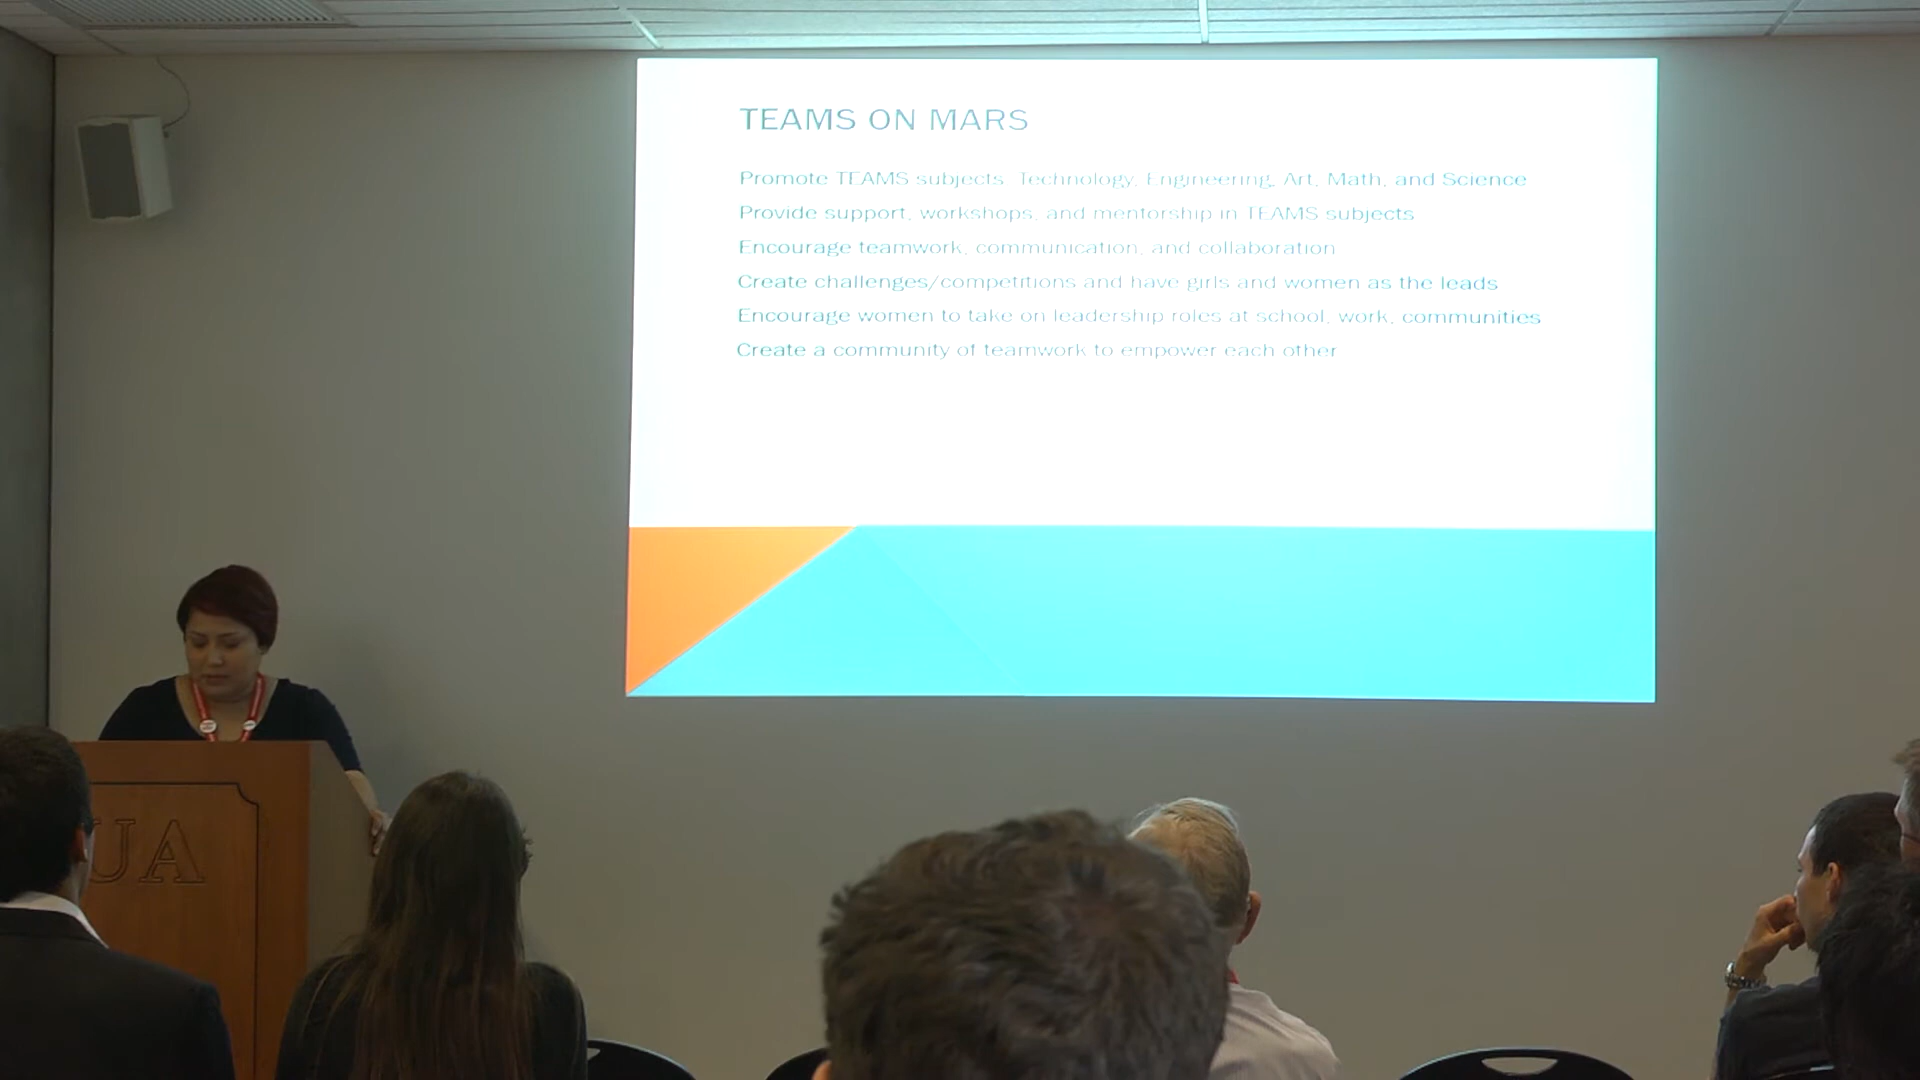 TEAMS ON MARS
Promote TEAMS subjects: Technology, Engineering, Art, Math, and Science
Provide support, workshops, and mentorship in TEAMS subjects
Encourage teamwork, communication, and collaboration
Create challenges/competitions and have girls and women as the leads
Encourage women to take on leadership roles at school, work, communities
Create a community of teamwork to empower each other
UA